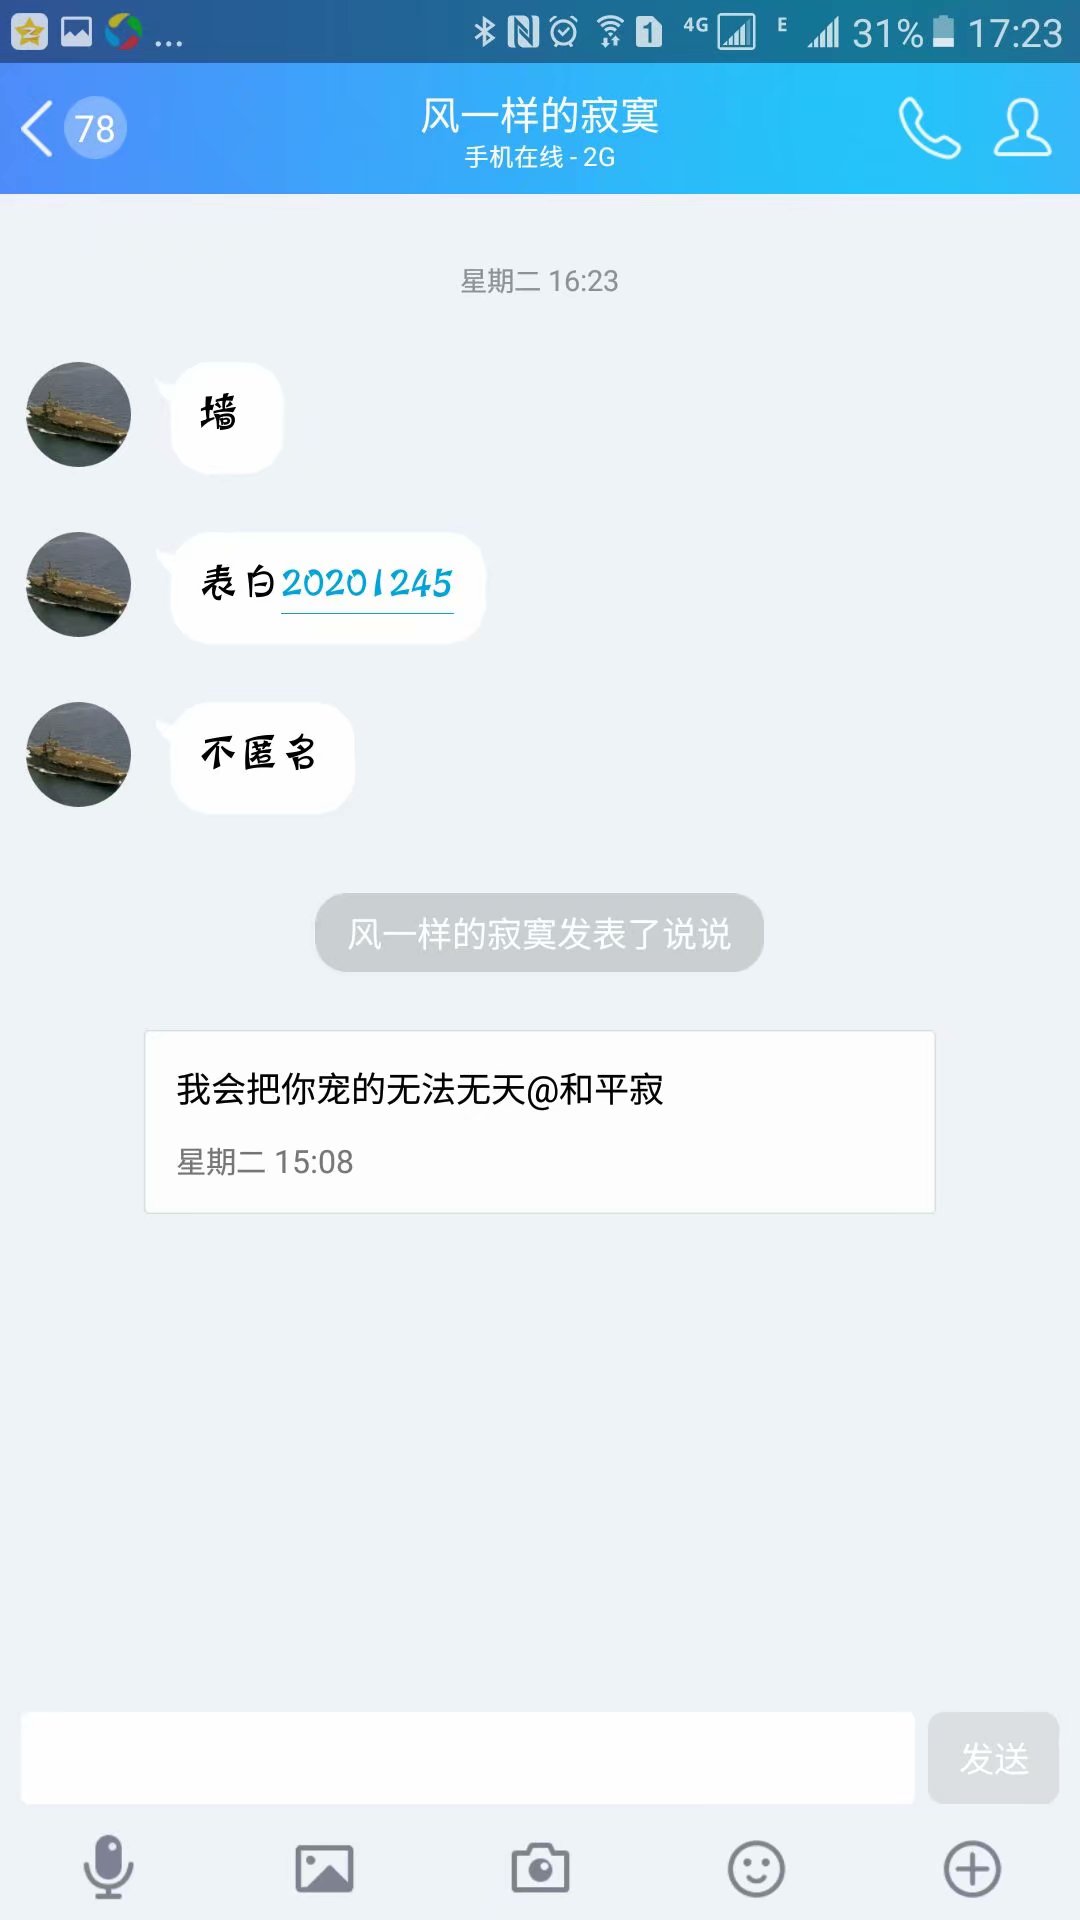 ... 1 4G E 31% 17:23
78 风一样的寂寞
手机在线 - 2G
星期二 16:23
墙
表白20201245
不匿名
风一样的寂寞发表了说说
我会把你宠的无法无天@和平寂
星期二 15:08
发送